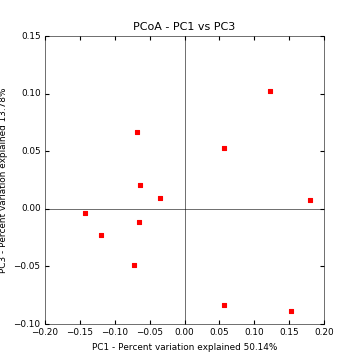 PCoA - PC1 vs PC3
0.15
0.10
0.05
0.00
−0.05
−0.10
PC3 - Percent variation explained 13.78%
−0.20 −0.15 −0.10 −0.05 0.00 0.05 0.10 0.15 0.20
PC1 - Percent variation explained 50.14%